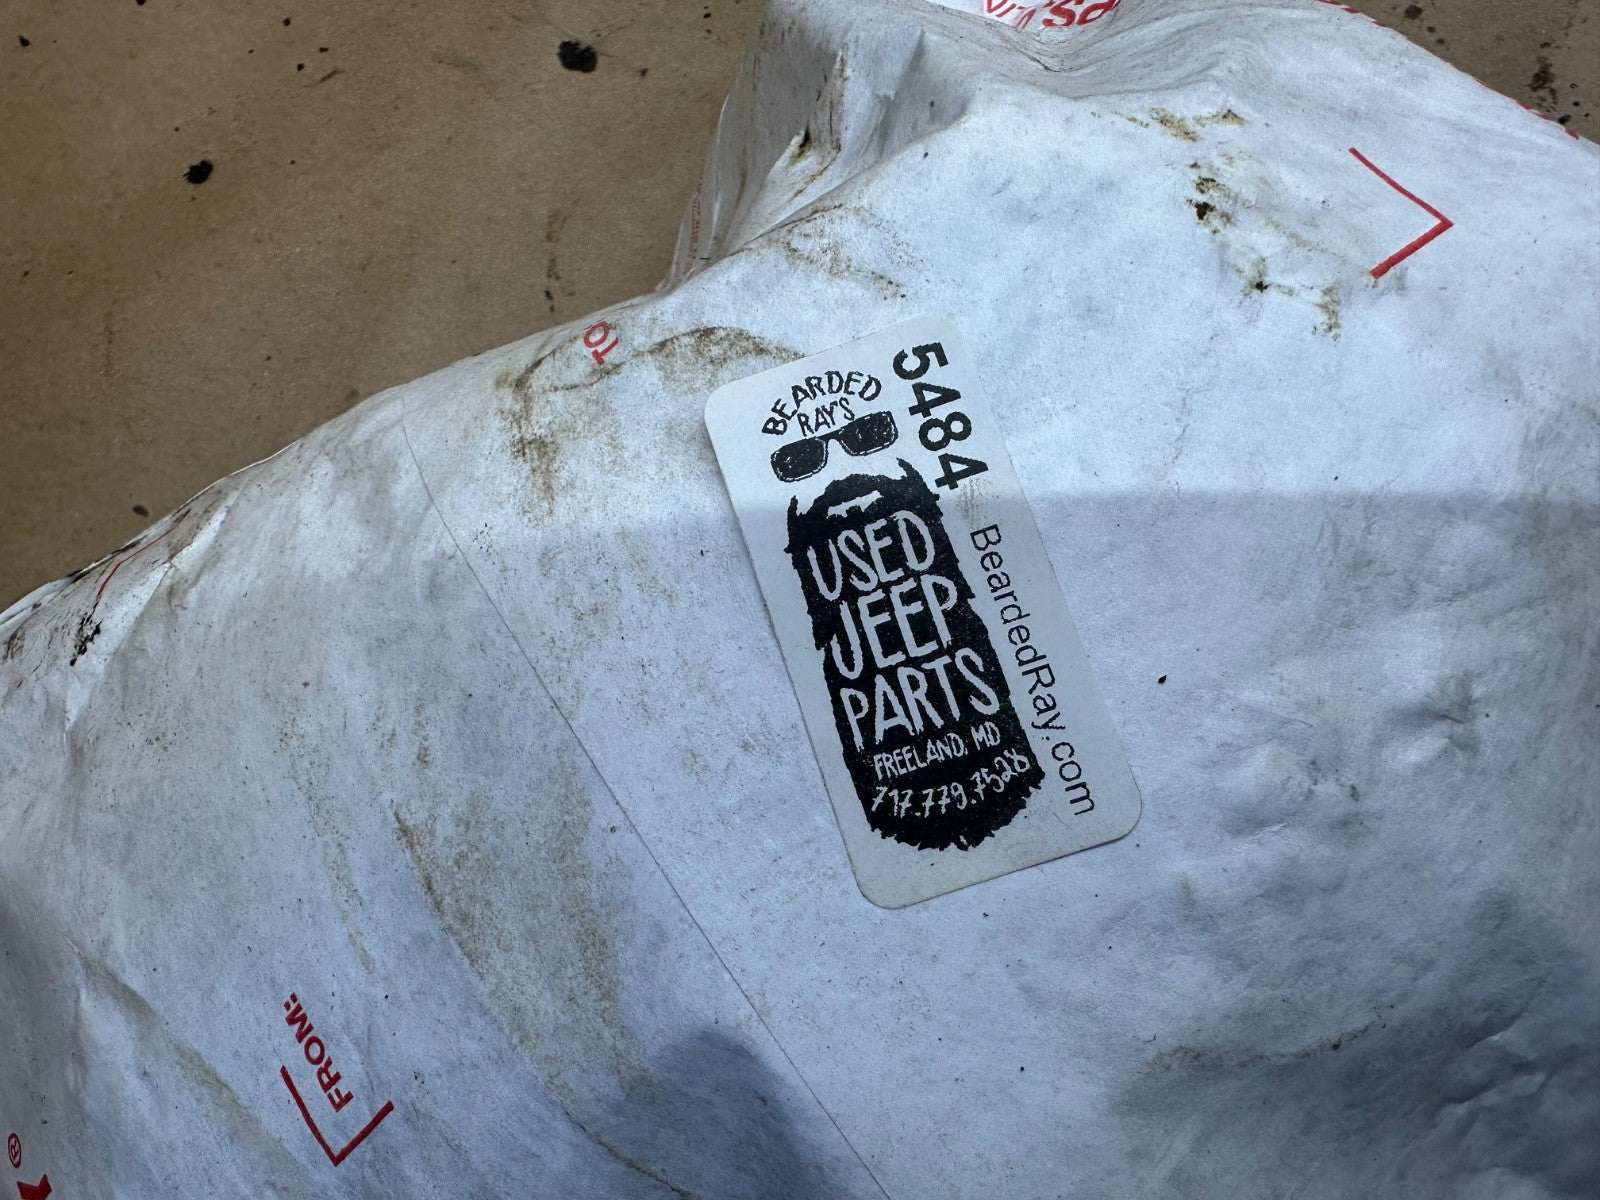 BEARDED
RAY'S
USED
JEEP
PARTS
FREELAND, MD
717.779.7528
5484
BeardedRay.com
TO
FROM: